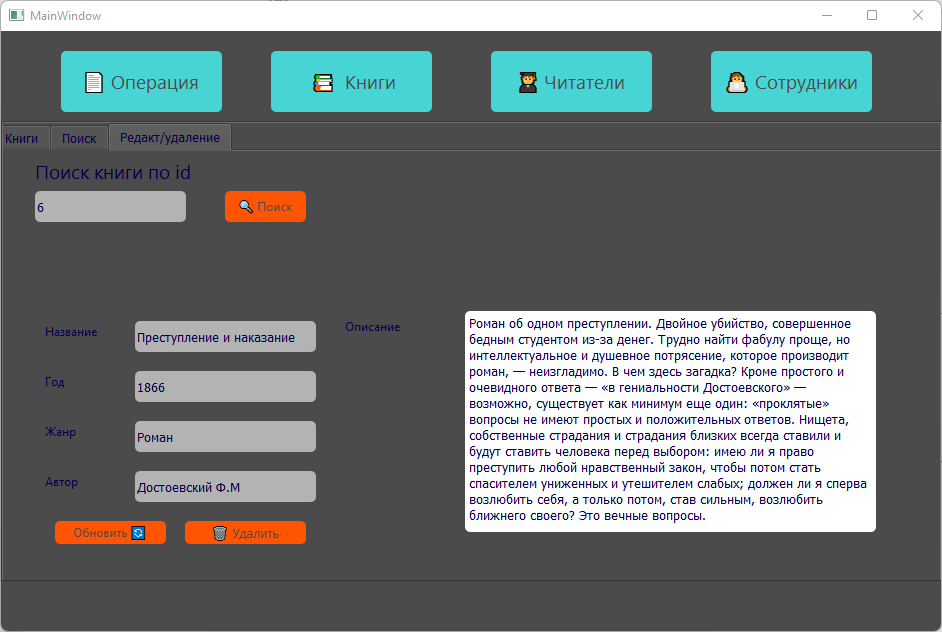 MainWindow
Операция
Книги
Читатели
Сотрудники
Книги
Поиск
Редакт/удаление
Поиск книги по id
6
Поиск
Название
Преступление и наказание
Год
1866
Жанр
Роман
Автор
Достоевский Ф.М
Обновить
Удалить
Описание
Роман об одном преступлении. Двойное убийство, совершенное
бедным студентом из-за денег. Трудно найти фабулу проще, но
интеллектуальное и душевное потрясение, которое производит
роман, — неизгладимо. В чем здесь загадка? Кроме простого и
очевидного ответа — «в гениальности Достоевского» —
возможно, существует как минимум еще один: «проклятые»
вопросы не имеют простых и положительных ответов. Нищета,
собственные страдания и страдания близких всегда ставили и
будут ставить человека перед выбором: имею ли я право
преступить любой нравственный закон, чтобы потом стать
спасителем униженных и утешителем слабых; должен ли я сперва
возлюбить себя, а только потом, став сильным, возлюбить
ближнего своего? Это вечные вопросы.